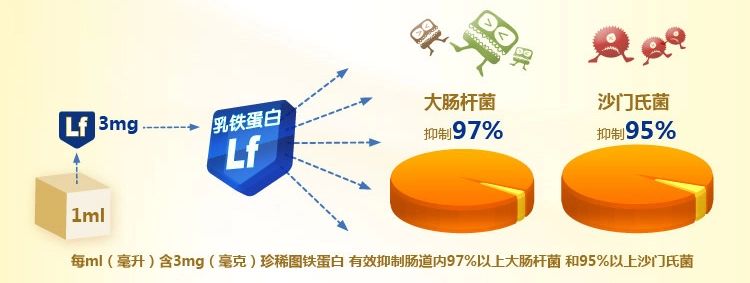 大肠杆菌
抑制97%
沙门氏菌
抑制95%
Lf 3mg
乳铁蛋白
Lf
1ml
每ml（毫升）含3mg（毫克）珍稀图铁蛋白 有效抑制肠道内97%以上大肠杆菌 和95%以上沙门氏菌